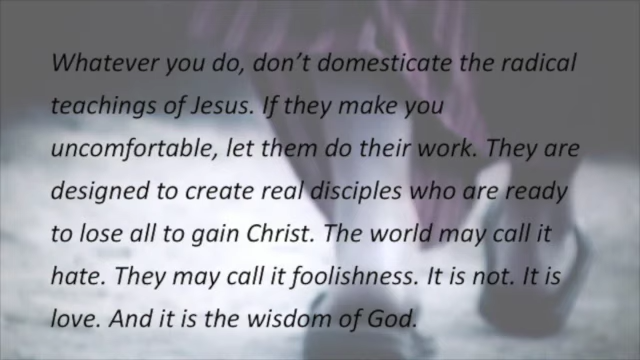 Whatever you do, don’t domesticate the radical
teachings of Jesus. If they make you
uncomfortable, let them do their work. They are
designed to create real disciples who are ready
to lose all to gain Christ. The world may call it
hate. They may call it foolishness. It is not. It is
love. And it is the wisdom of God.